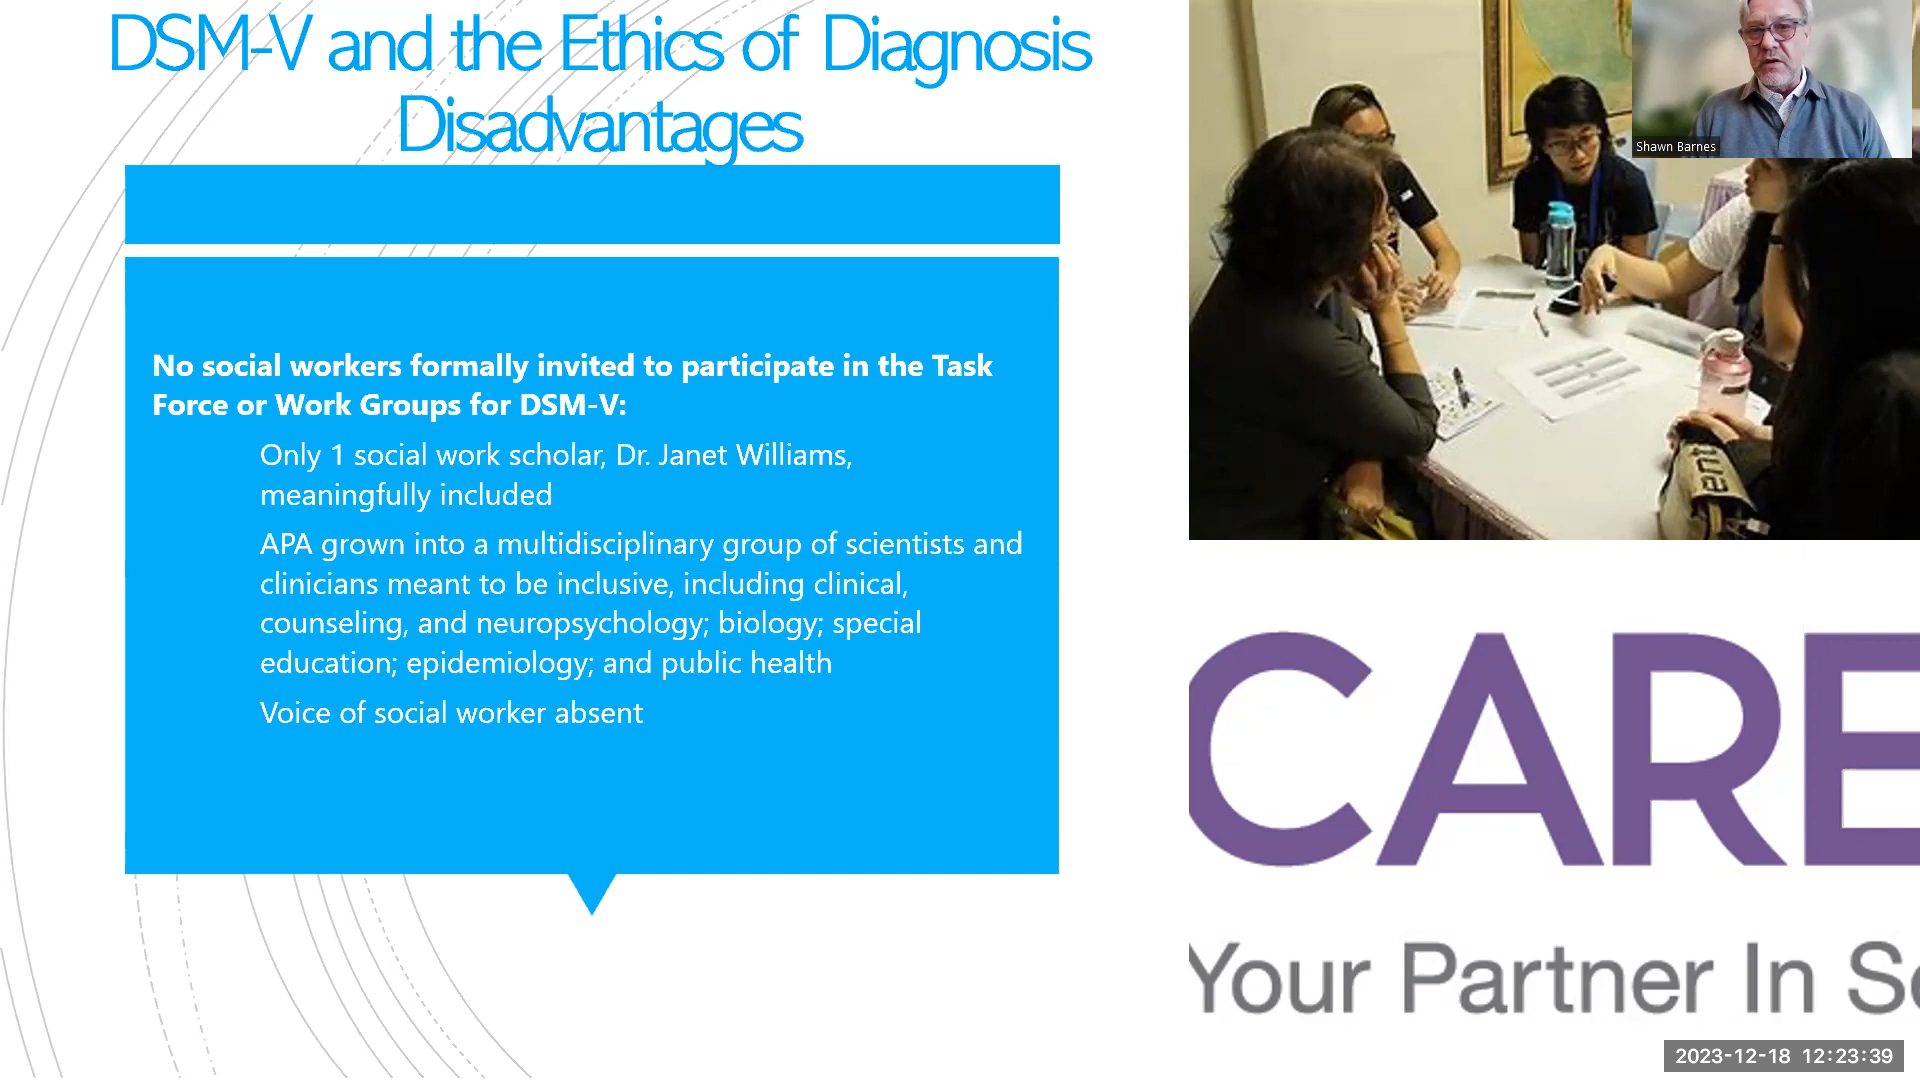 DSM-V and the Ethics of Diagnosis
Disadvantages
No social workers formally invited to participate in the Task
Force or Work Groups for DSM-V:
Only 1 social work scholar, Dr. Janet Williams,
meaningfully included
APA grown into a multidisciplinary group of scientists and
clinicians meant to be inclusive, including clinical,
counseling, and neuropsychology; biology; special
education; epidemiology; and public health
Voice of social worker absent
Shawn Barnes
ent
CARE
Your Partner In Se
2023-12-18 12:23:39